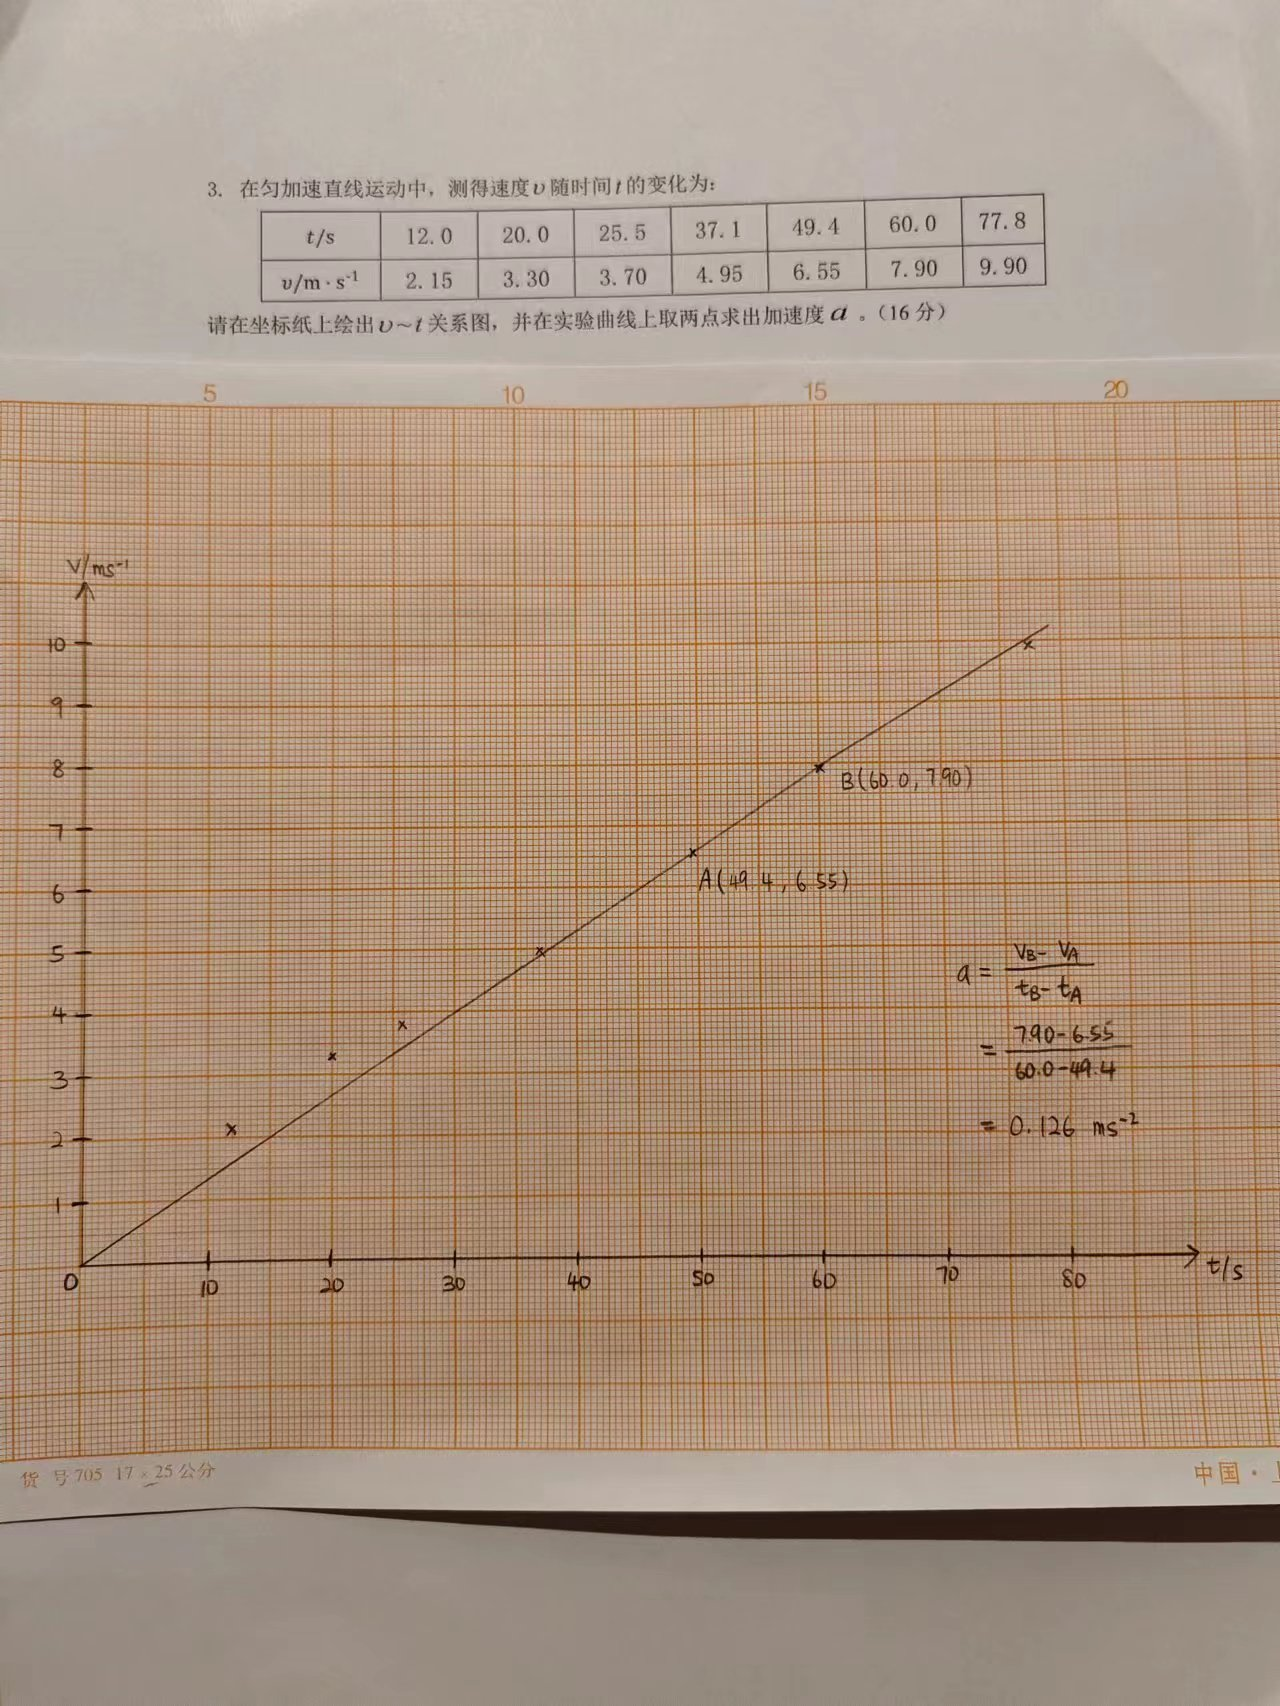 3. 在匀加速直线运动中，测得速度υ随时间t的变化为：
t/s 12.0 20.0 25.5 37.1 49.4 60.0 77.8
υ/m·s⁻¹ 2.15 3.30 3.70 4.95 6.55 7.90 9.90
请在坐标纸上绘出υ~t关系图，并在实验曲线上取两点求出加速度a。（16分）
5 10 15 20
V/ms⁻¹
10
9
8
B(60.0, 7.90)
7
6
A(49.4, 6.55)
5
a = (VB - VA)/(tB - tA)
4
= (7.90-6.55)/(60.0-49.4)
3
2
= 0.126 ms⁻²
1
0 10 20 30 40 50 60 70 80 t/s
货 号705 17×25公分
中国·上